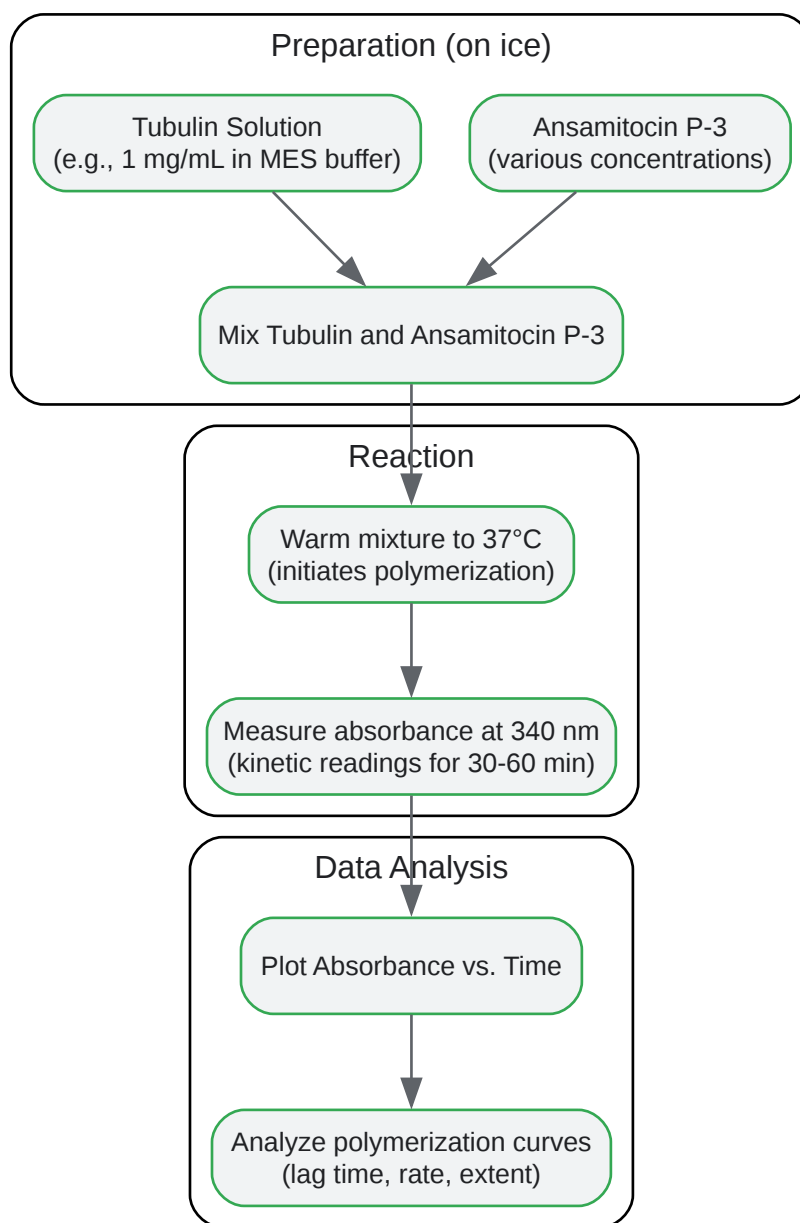 Preparation (on ice)
Tubulin Solution
(e.g., 1 mg/mL in MES buffer)
Ansamitocin P-3
(various concentrations)
Mix Tubulin and Ansamitocin P-3
Reaction
Warm mixture to 37°C
(initiates polymerization)
Measure absorbance at 340 nm
(kinetic readings for 30-60 min)
Data Analysis
Plot Absorbance vs. Time
Analyze polymerization curves
(lag time, rate, extent)